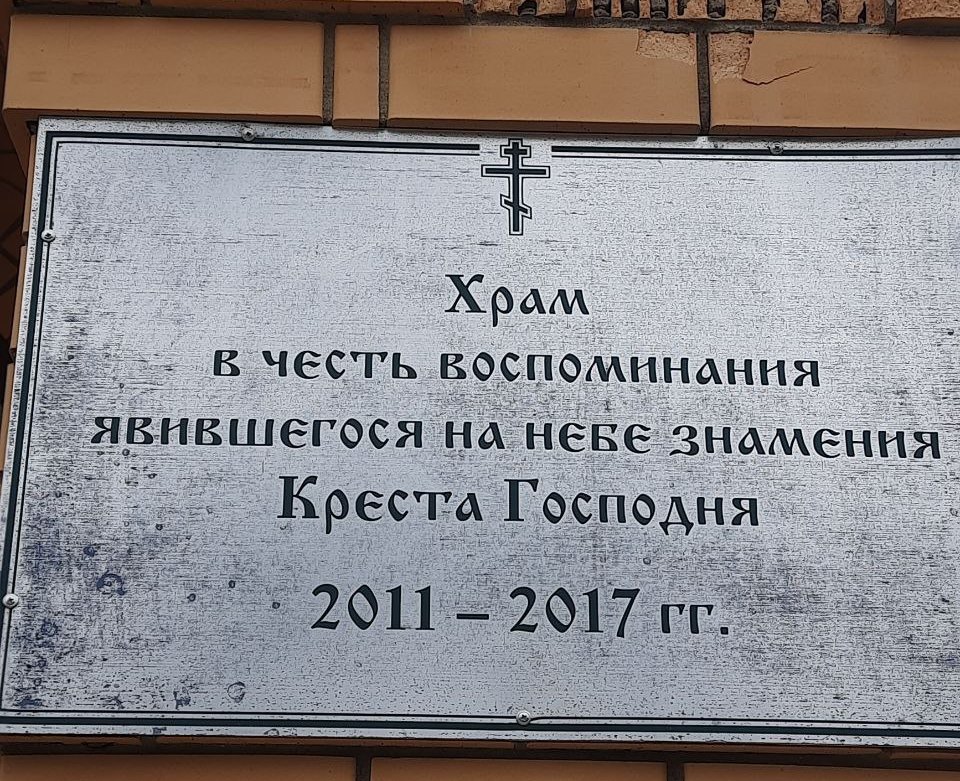 Храм
в честь воспоминания
явившегося на небе знамения
Креста Господня
2011 – 2017 гг.